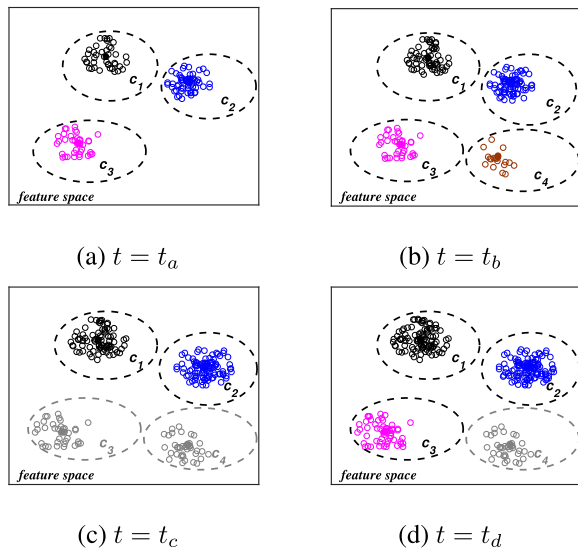 c1
c2
c3
feature space
(a) t = ta
c1
c2
c3
c4
feature space
(b) t = tb
c1
c2
c3
c4
feature space
(c) t = tc
c1
c2
c3
c4
feature space
(d) t = td